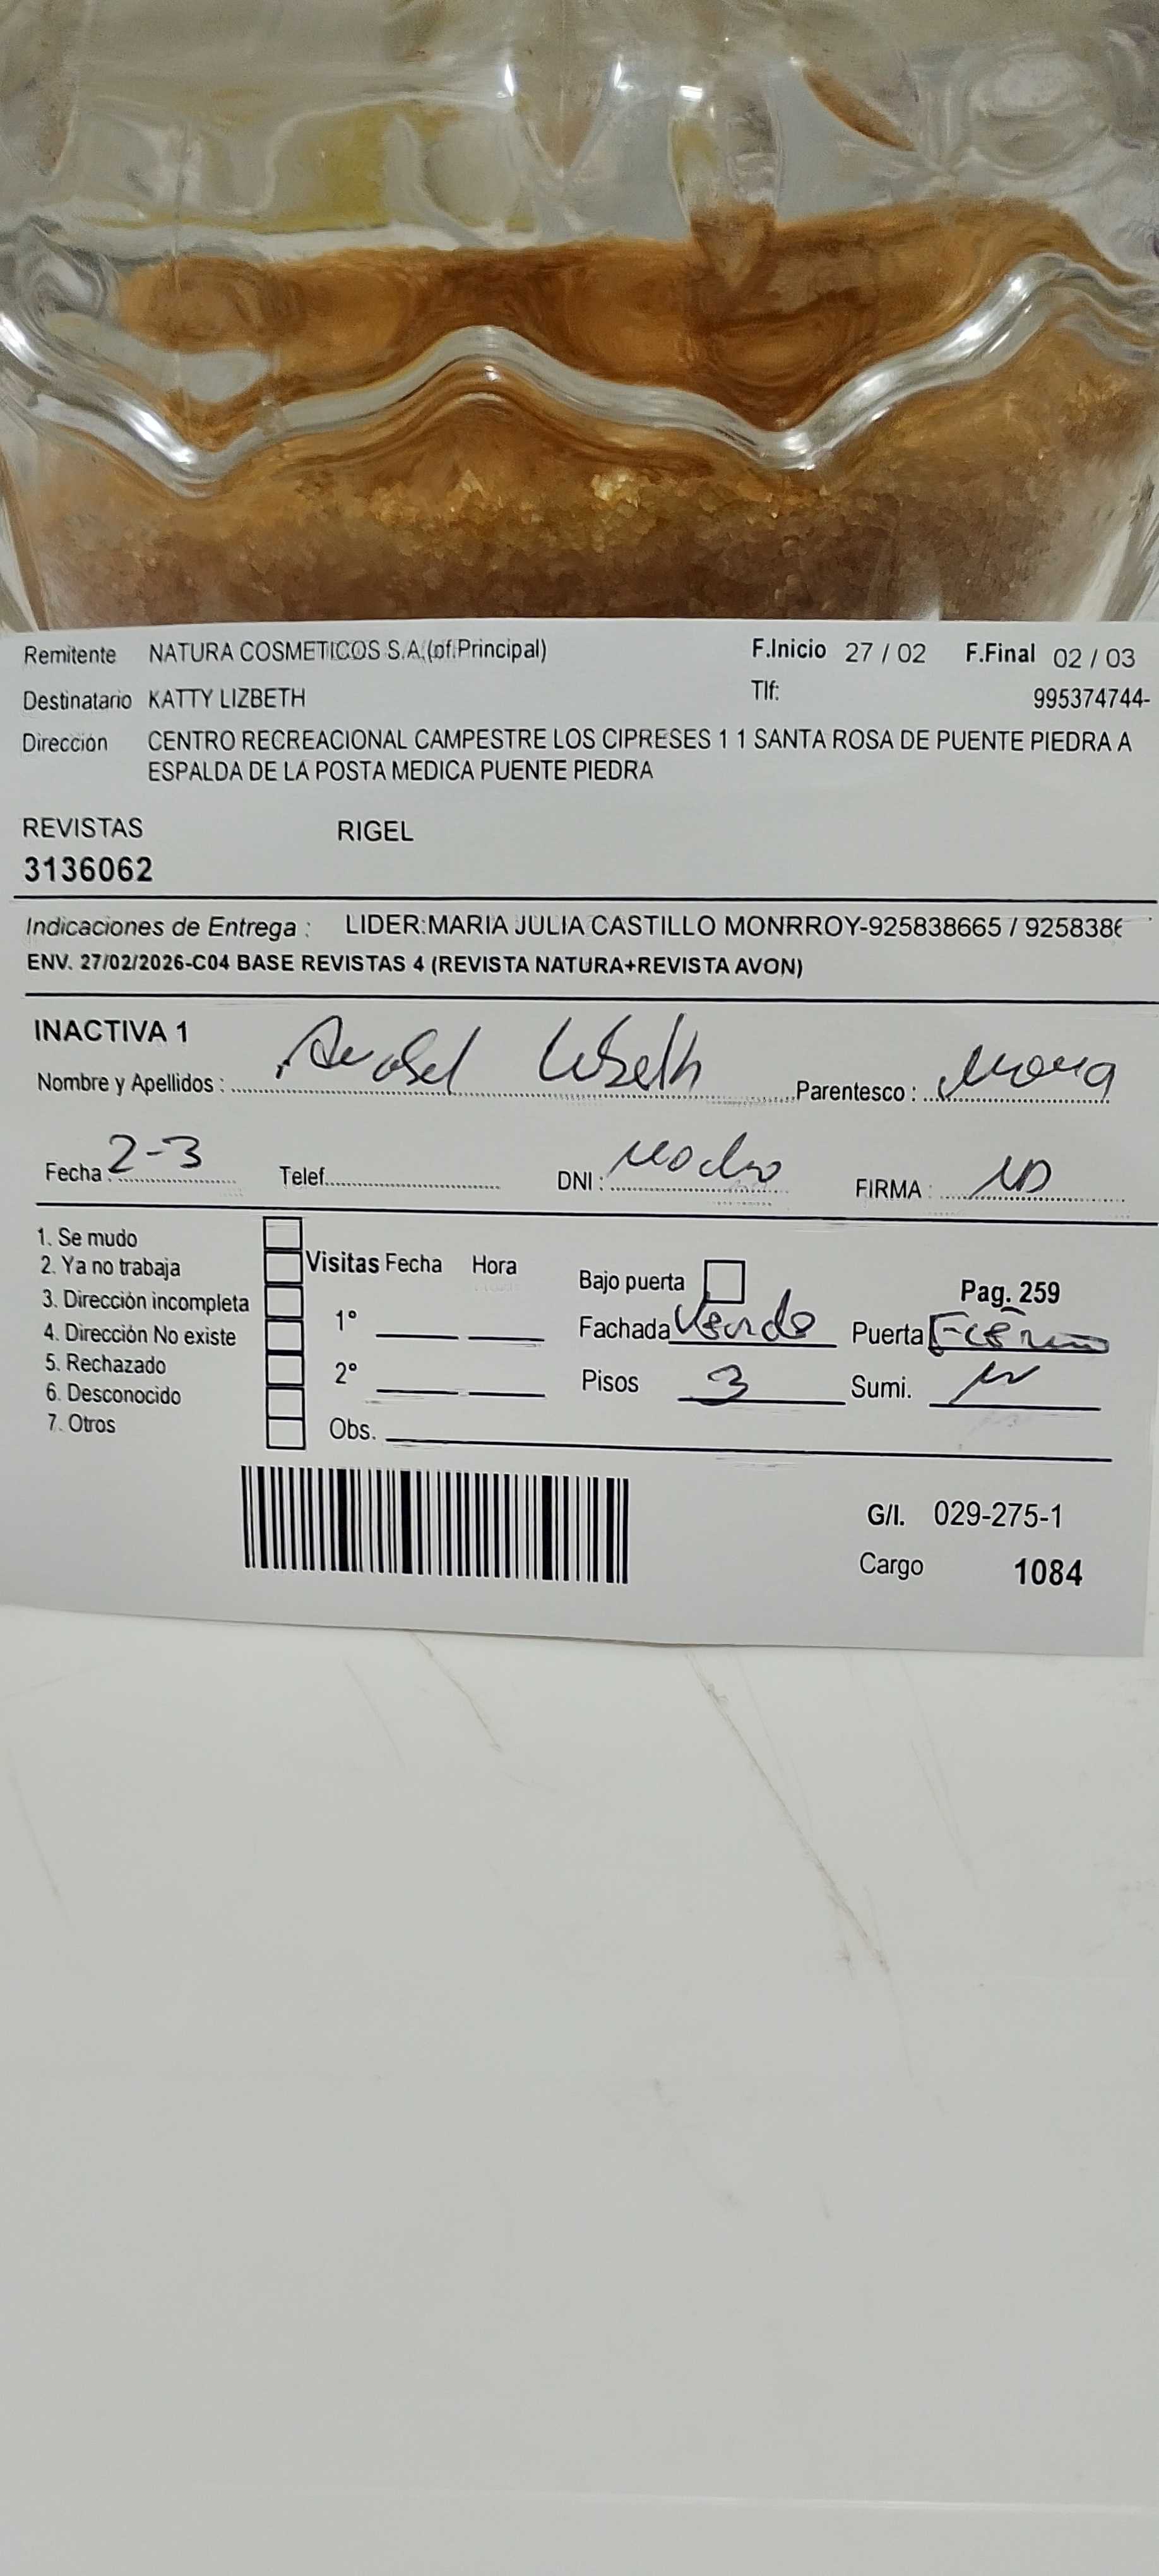 Remitente NATURA COSMETICOS S.A.(of.Principal) F.Inicio 27 / 02 F.Final 02 / 03
Destinatario KATTY LIZBETH Tlf: 995374744-
Dirección CENTRO RECREACIONAL CAMPESTRE LOS CIPRESES 1 1 SANTA ROSA DE PUENTE PIEDRA A
ESPALDA DE LA POSTA MEDICA PUENTE PIEDRA
REVISTAS RIGEL
3136062
Indicaciones de Entrega : LIDER:MARIA JULIA CASTILLO MONRROY-925838665 / 9258386
ENV. 27/02/2026-C04 BASE REVISTAS 4 (REVISTA NATURA+REVISTA AVON)
INACTIVA 1
Nombre y Apellidos : Parentesco :
Fecha : 2-3 Telef. DNI : FIRMA :
1. Se mudo
2. Ya no trabaja Visitas Fecha Hora Bajo puerta Pag. 259
3. Dirección incompleta 1° Fachada Puerta
4. Dirección No existe
5. Rechazado 2° Pisos 3 Sumi.
6. Desconocido
7. Otros Obs.
G/I. 029-275-1
Cargo 1084